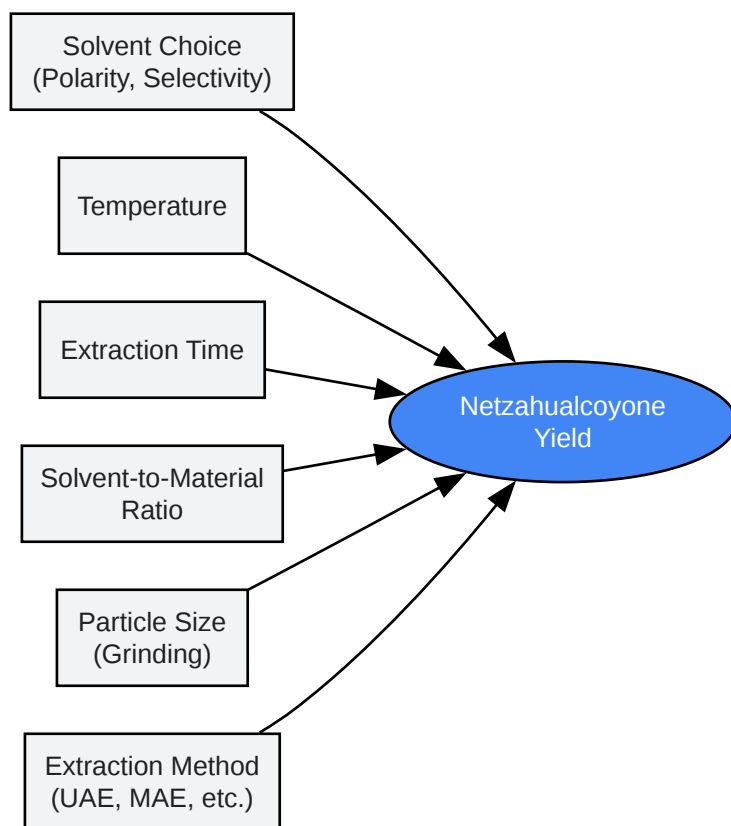 Solvent Choice
(Polarity, Selectivity)
Temperature
Extraction Time
Solvent-to-Material
Ratio
Particle Size
(Grinding)
Extraction Method
(UAE, MAE, etc.)
Netzahualcoyone
Yield